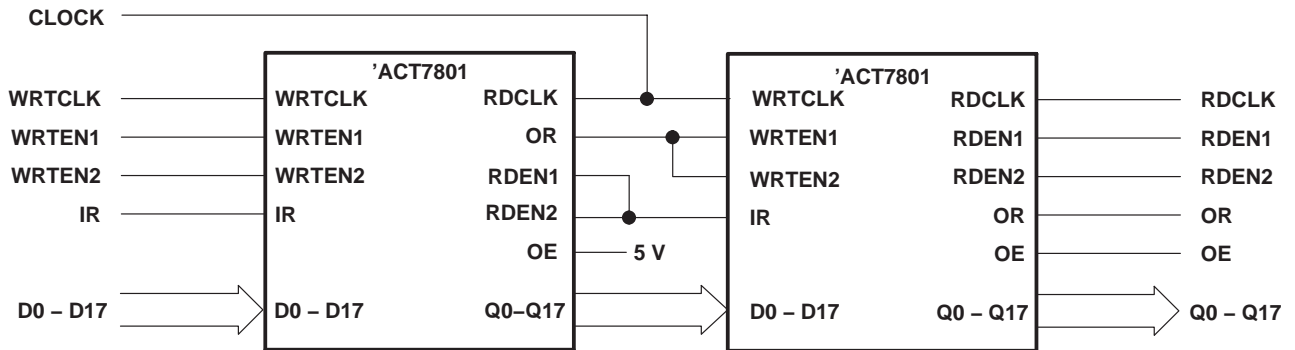 CLOCK
’ACT7801 ’ACT7801
WRTCLK WRTCLK RDCLK WRTCLK RDCLK RDCLK
WRTEN1 WRTEN1 OR WRTEN1 RDEN1 RDEN1
WRTEN2 WRTEN2 RDEN1 WRTEN2 RDEN2 RDEN2
IR IR RDEN2 IR OR OR
OE 5 V OE OE
D0 – D17 D0 – D17 Q0–Q17 D0 – D17 Q0 – Q17 Q0 – Q17